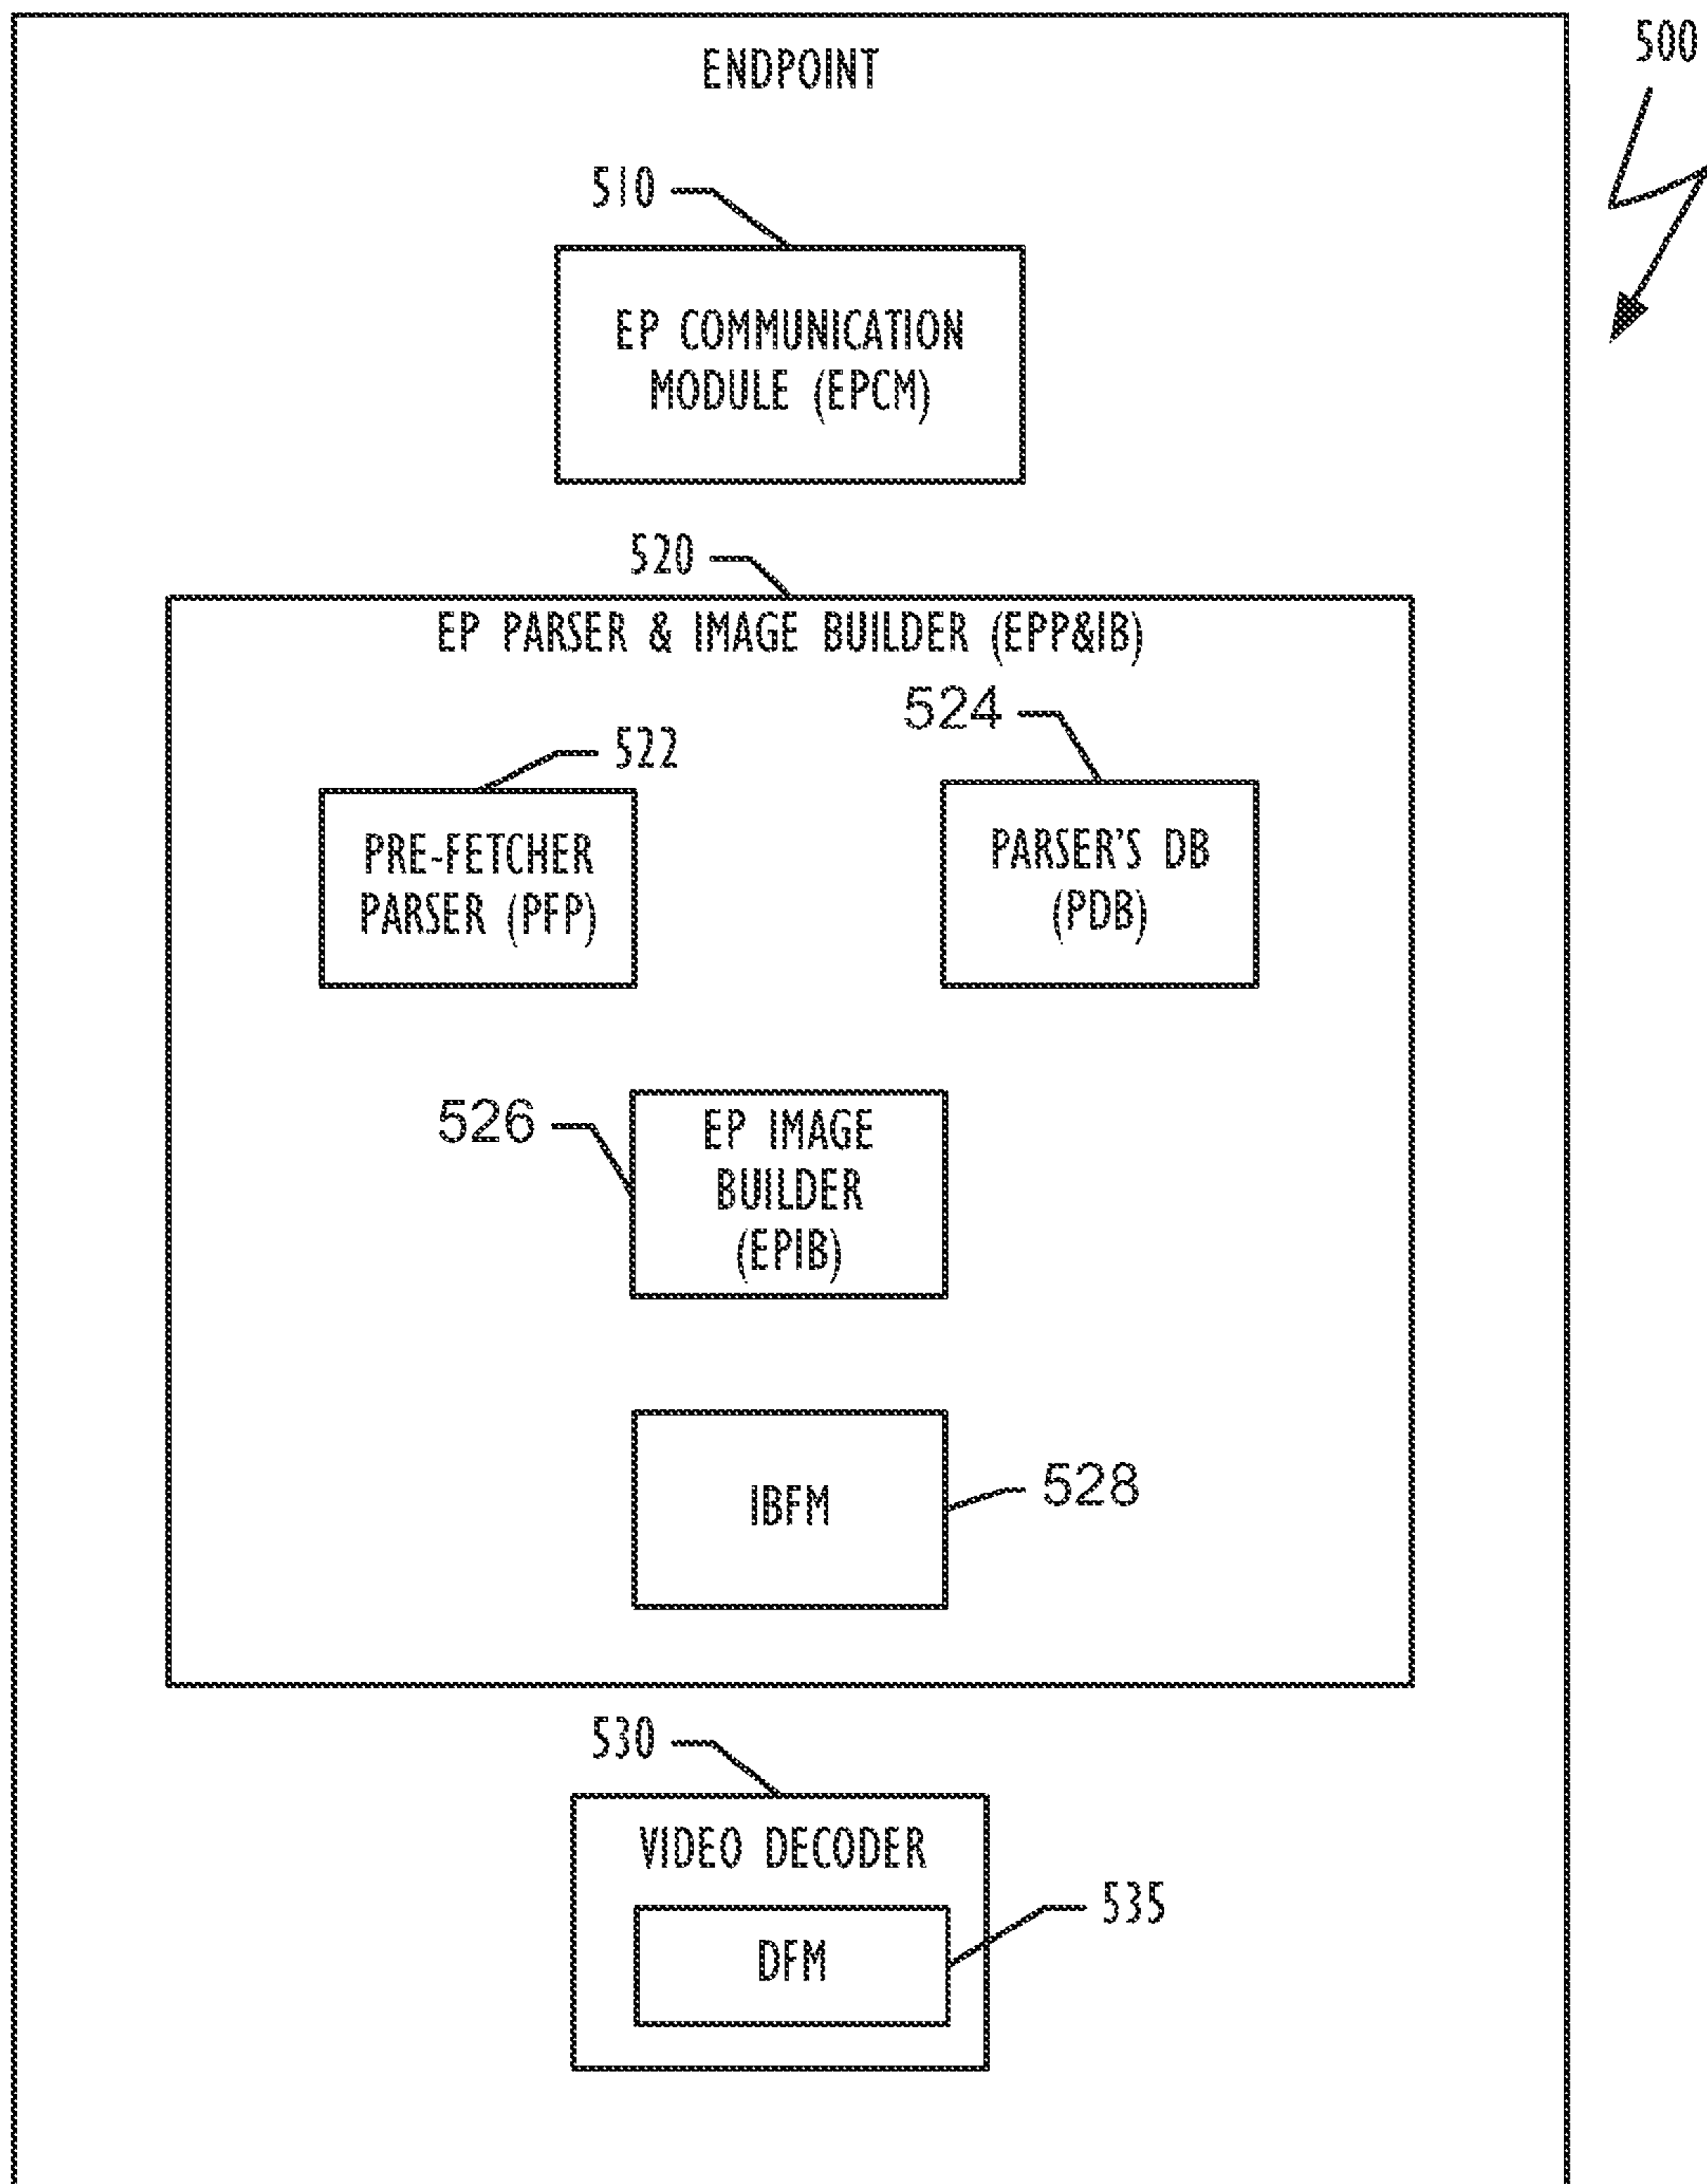 ENDPOINT
500
510
EP COMMUNICATION
MODULE (EPCM)
520
EP PARSER & IMAGE BUILDER (EPP&IB)
522
524
PRE-FETCHER
PARSER (PFP)
PARSER'S DB
(PDB)
526
EP IMAGE
BUILDER
(EPIB)
IBFM
528
530
VIDEO DECODER
535
DFM